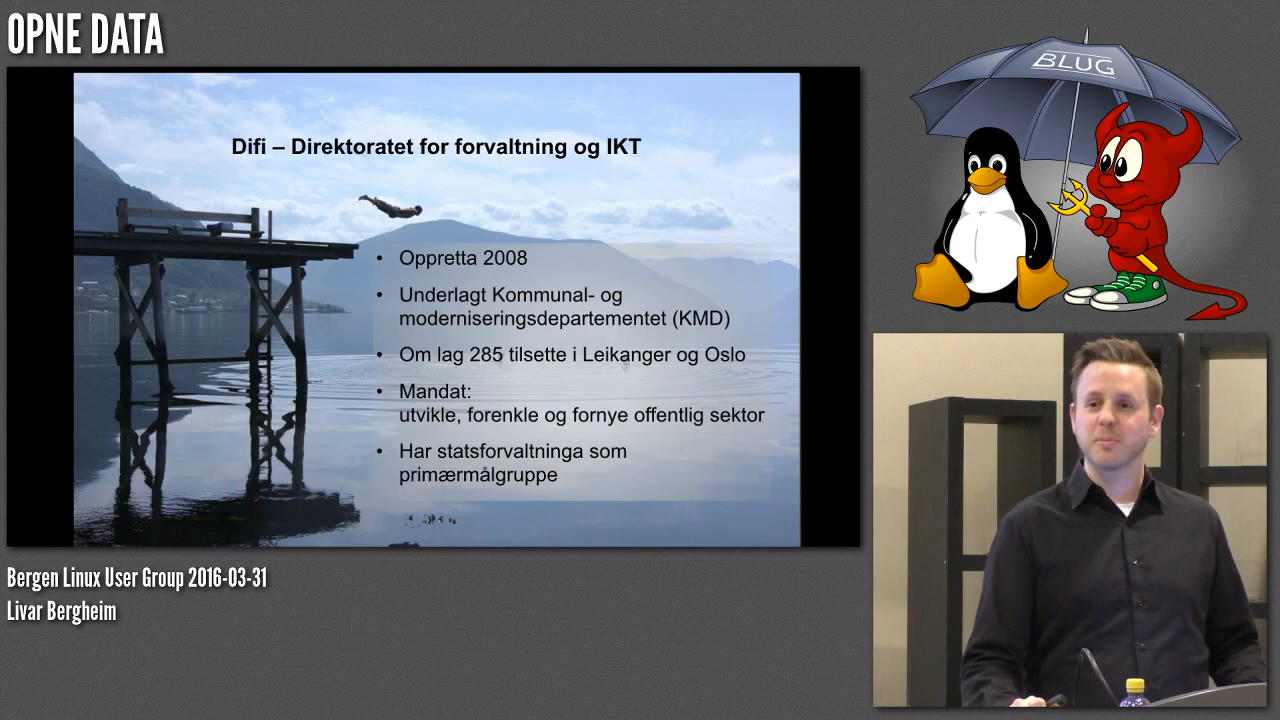 OPNE DATA
BLUG
Difi – Direktoratet for forvaltning og IKT
• Oppretta 2008
• Underlagt Kommunal- og
moderniseringsdepartementet (KMD)
• Om lag 285 tilsette i Leikanger og Oslo
• Mandat:
utvikle, forenkle og fornye offentlig sektor
• Har statsforvaltninga som
primærmålgruppe
Bergen Linux User Group 2016-03-31
Livar Bergheim